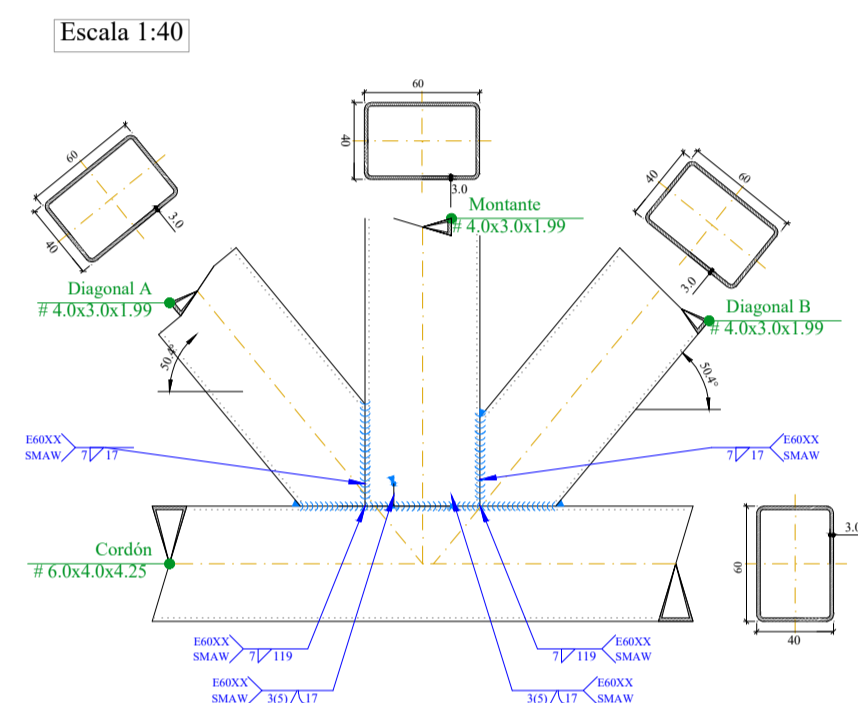 Escala 1:40
60
40
3.0
60
40
3.0
40
60
3.0
Montante
# 4.0x3.0x1.99
Diagonal A
# 4.0x3.0x1.99
Diagonal B
# 4.0x3.0x1.99
50.4°
E60XX
SMAW
7 17
7 17
E60XX
SMAW
Cordón
# 6.0x4.0x4.25
60
3.0
40
E60XX
SMAW
7 119
7 119
E60XX
SMAW
E60XX
SMAW
3(5) 17
3(5) 17
E60XX
SMAW